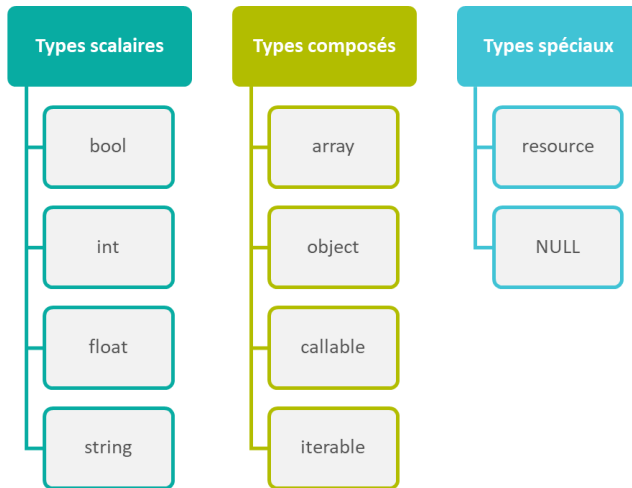 Types scalaires
bool
int
float
string
Types composés
array
object
callable
iterable
Types spéciaux
resource
NULL